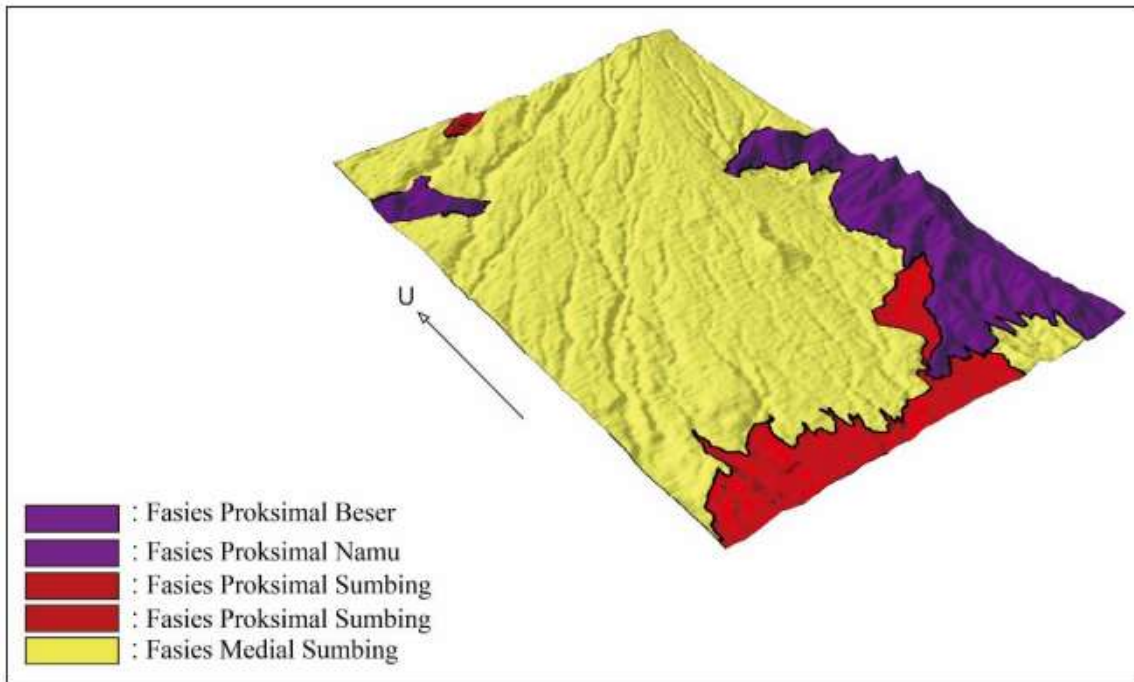 U
: Fasies Proksimal Beser
: Fasies Proksimal Namu
: Fasies Proksimal Sumbing
: Fasies Proksimal Sumbing
: Fasies Medial Sumbing